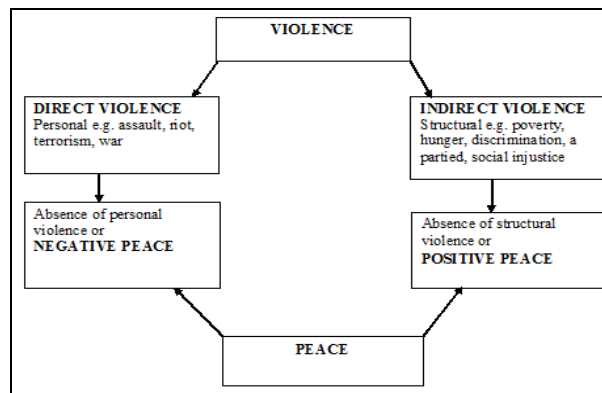 VIOLENCE
DIRECT VIOLENCE
Personal e.g. assault, riot,
terrorism, war
INDIRECT VIOLENCE
Structural e.g. poverty,
hunger, discrimination, a
partied, social injustice
Absence of personal
violence or
NEGATIVE PEACE
Absence of structural
violence or
POSITIVE PEACE
PEACE